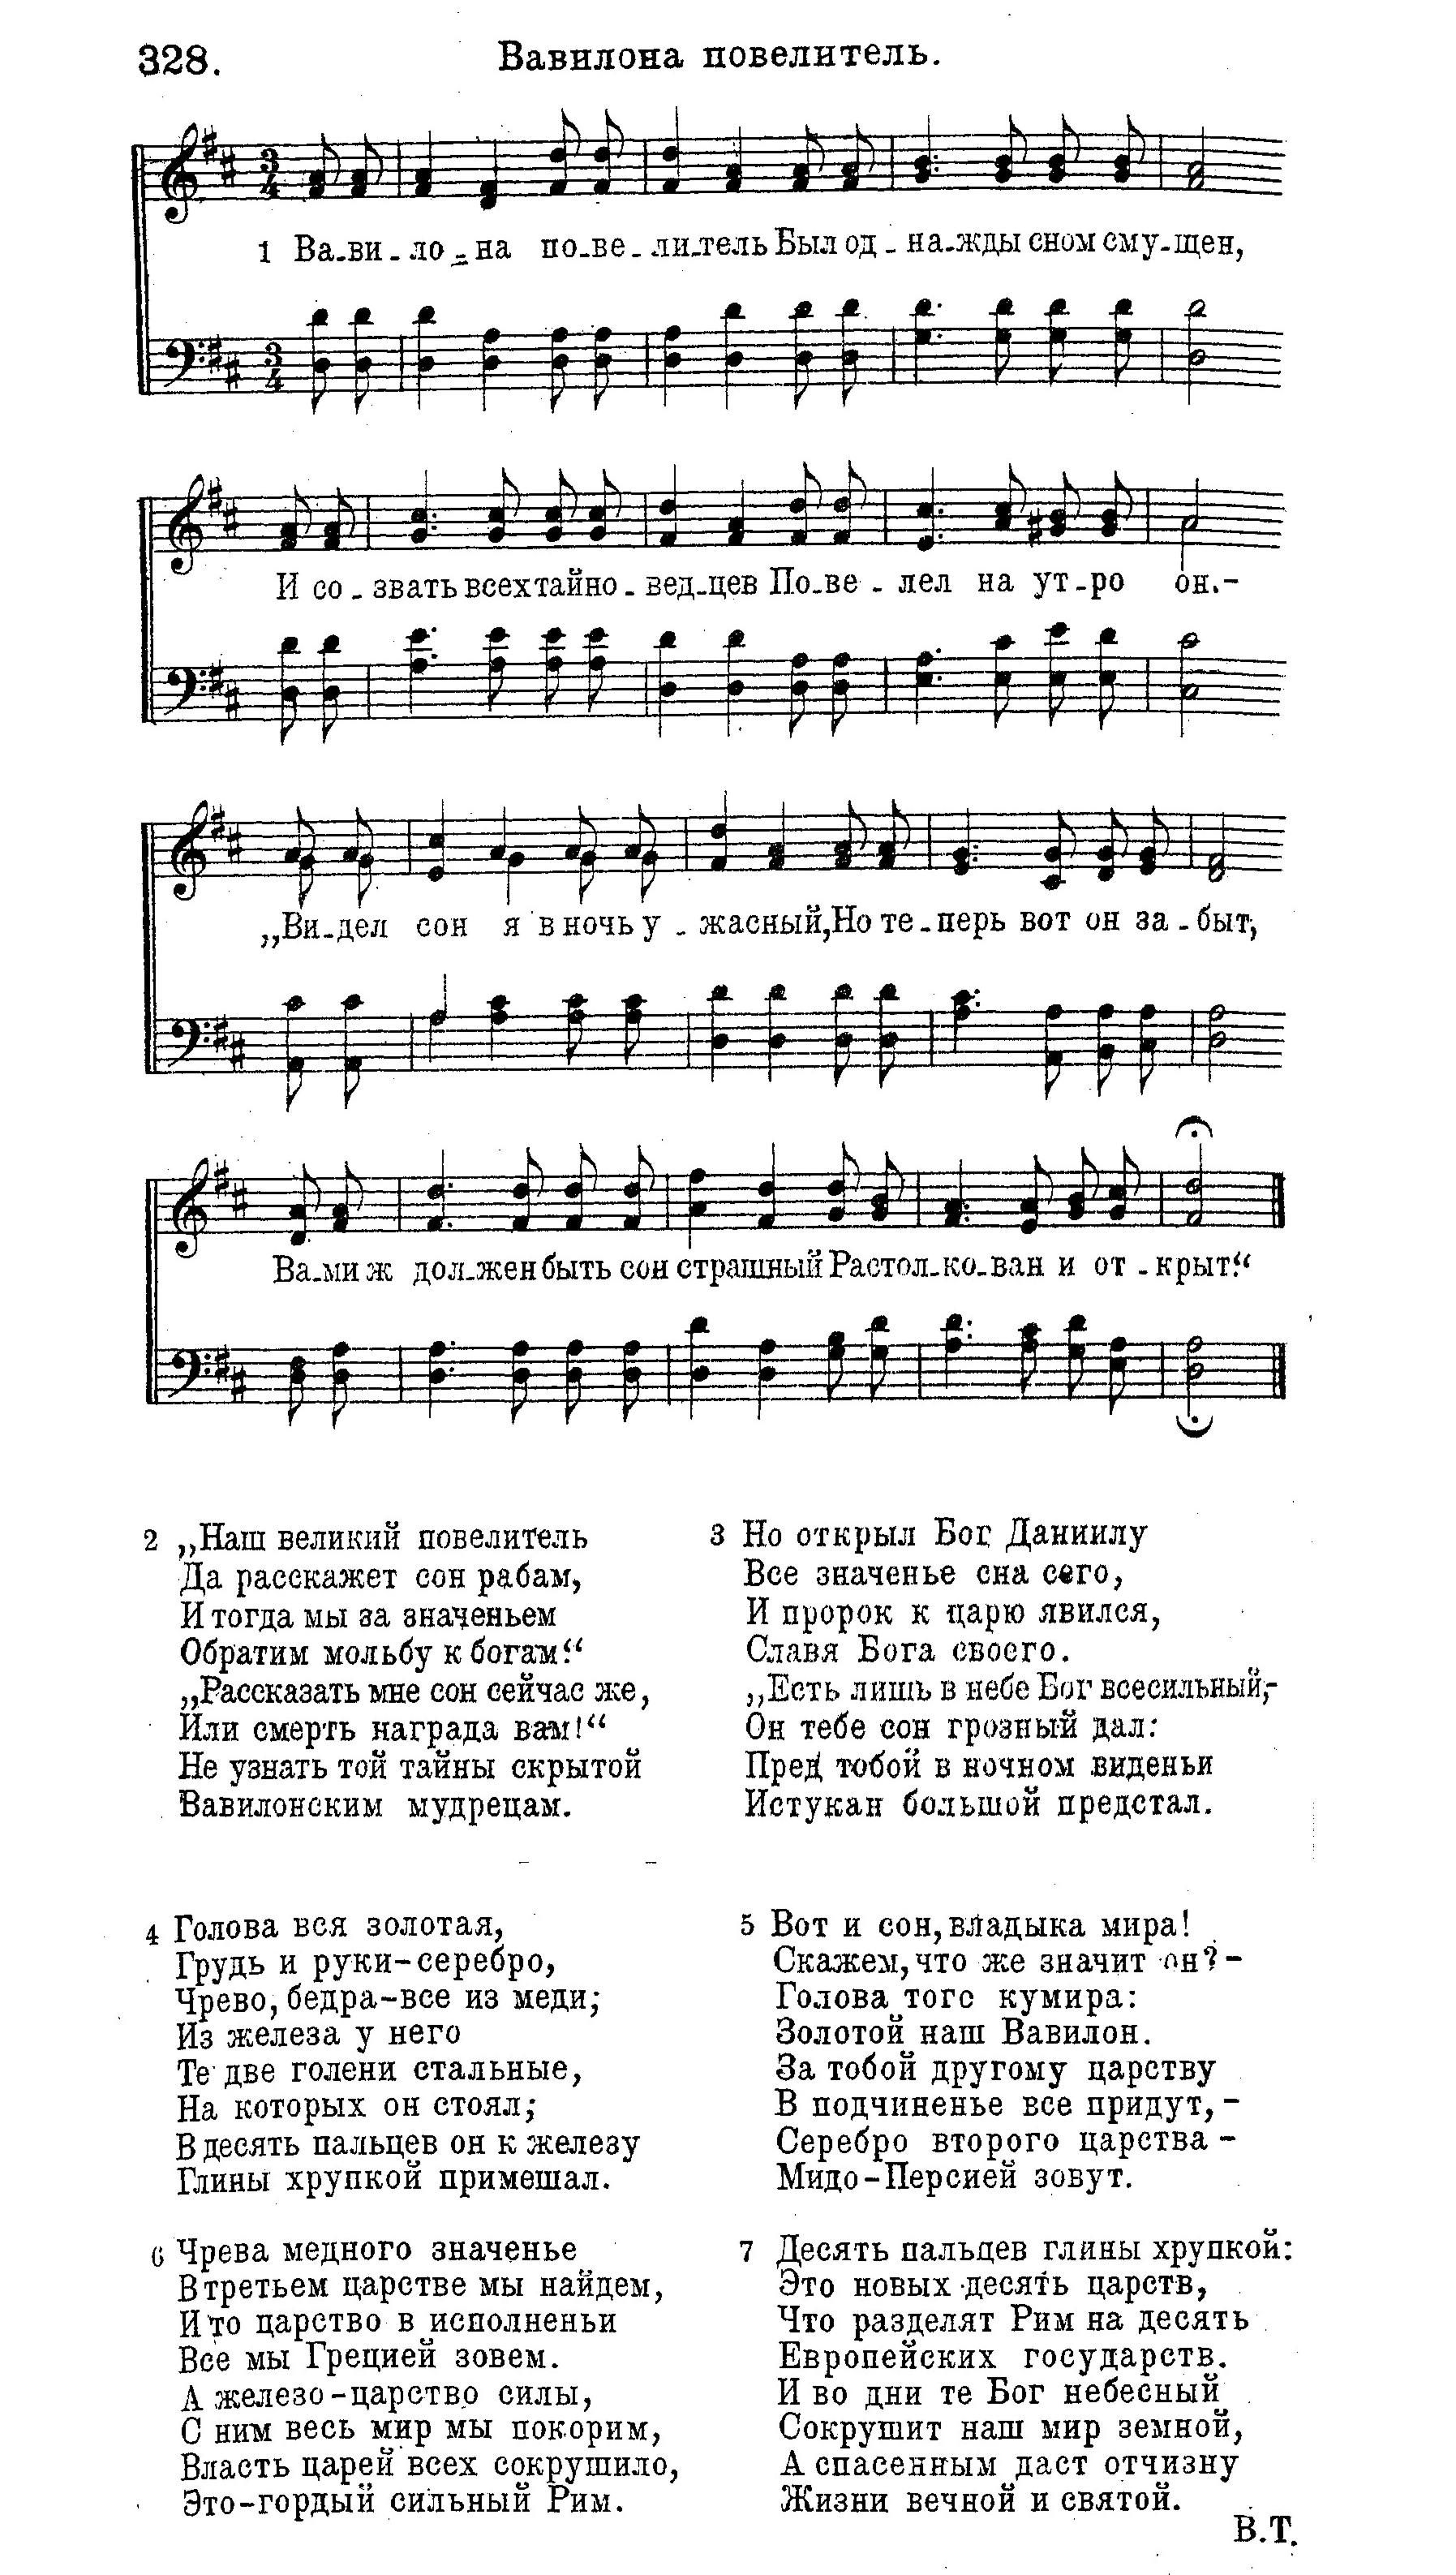 328.
Вавилона повелитель.
1 Ва-ви-ло-на по-ве-ли-тель Был од-на-жды сном сму-щен,
И со-звать всех тайно-вед-цев По-ве-лел на ут-ро он.-
„Ви-дел сон я в ночь у-жасный, Но те-перь вот он за-быт,
Ва-ми ж дол-жен быть сон страшный Растол-ко-ван и от-крыт.“
2 „Наш великий повелитель
Да расскажет сон рабам,
И тогда мы за значеньем
Обратим мольбу к богам.“
„Рассказать мне сон сейчас же,
Или смерть награда вам!“
Не узнать той тайны скрытой
Вавилонским мудрецам.
3 Но открыл Бог Даниилу
Все значенье сна сего,
И пророк к царю явился,
Славя Бога своего.
„Есть лишь в небе Бог всесильный,-
Он тебе сон грозный дал:
Пред тобой в ночном виденьи
Истукан большой предстал.
4 Голова вся золотая,
Грудь и руки-серебро,
Чрево, бедра-все из меди;
Из железа у него
Те две голени стальные,
На которых он стоял;
В десять пальцев он к железу
Глины хрупкой примешал.
5 Вот и сон, владыка мира!
Скажем, что же значит он?-
Голова того кумира:
Золотой наш Вавилон.
За тобой другому царству
В подчиненье все придут,-
Серебро второго царства-
Мидо-Персией зовут.
6 Чрева медного значенье
В третьем царстве мы найдем,
И то царство в исполненьи
Все мы Грецией зовем.
А железо-царство силы,
С ним весь мир мы покорим,
Власть царей всех сокрушило,
Это-гордый сильный Рим.
7 Десять пальцев глины хрупкой:
Это новых десять царств,
Что разделят Рим на десять
Европейских государств.
И во дни те Бог небесный
Сокрушит наш мир земной,
А спасенным даст отчизну
Жизни вечной и святой.
В.Т.